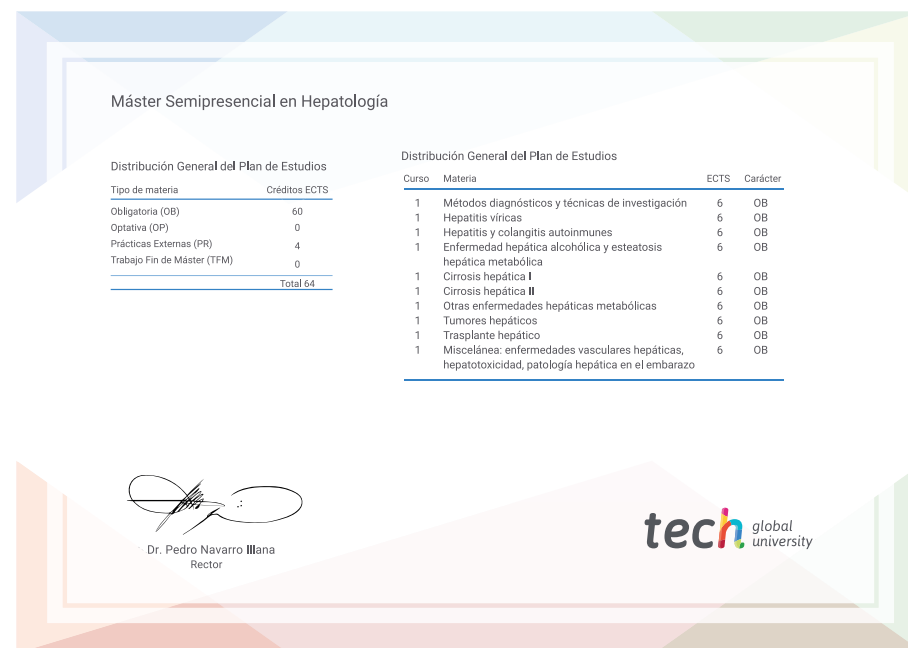 Máster Semipresencial en Hepatología
Distribución General del Plan de Estudios
Tipo de materia Créditos ECTS
Obligatoria (OB) 60
Optativa (OP) 0
Prácticas Externas (PR) 4
Trabajo Fin de Máster (TFM) 0
Total 64
Distribución General del Plan de Estudios
Curso Materia ECTS Carácter
1 Métodos diagnósticos y técnicas de investigación 6 OB
1 Hepatitis víricas 6 OB
1 Hepatitis y colangitis autoinmunes 6 OB
1 Enfermedad hepática alcohólica y esteatosis 6 OB
hepática metabólica
1 Cirrosis hepática I 6 OB
1 Cirrosis hepática II 6 OB
1 Otras enfermedades hepáticas metabólicas 6 OB
1 Tumores hepáticos 6 OB
1 Trasplante hepático 6 OB
1 Miscelánea: enfermedades vasculares hepáticas, 6 OB
hepatotoxicidad, patología hepática en el embarazo
Dr. Pedro Navarro Illana
Rector
tech global
university